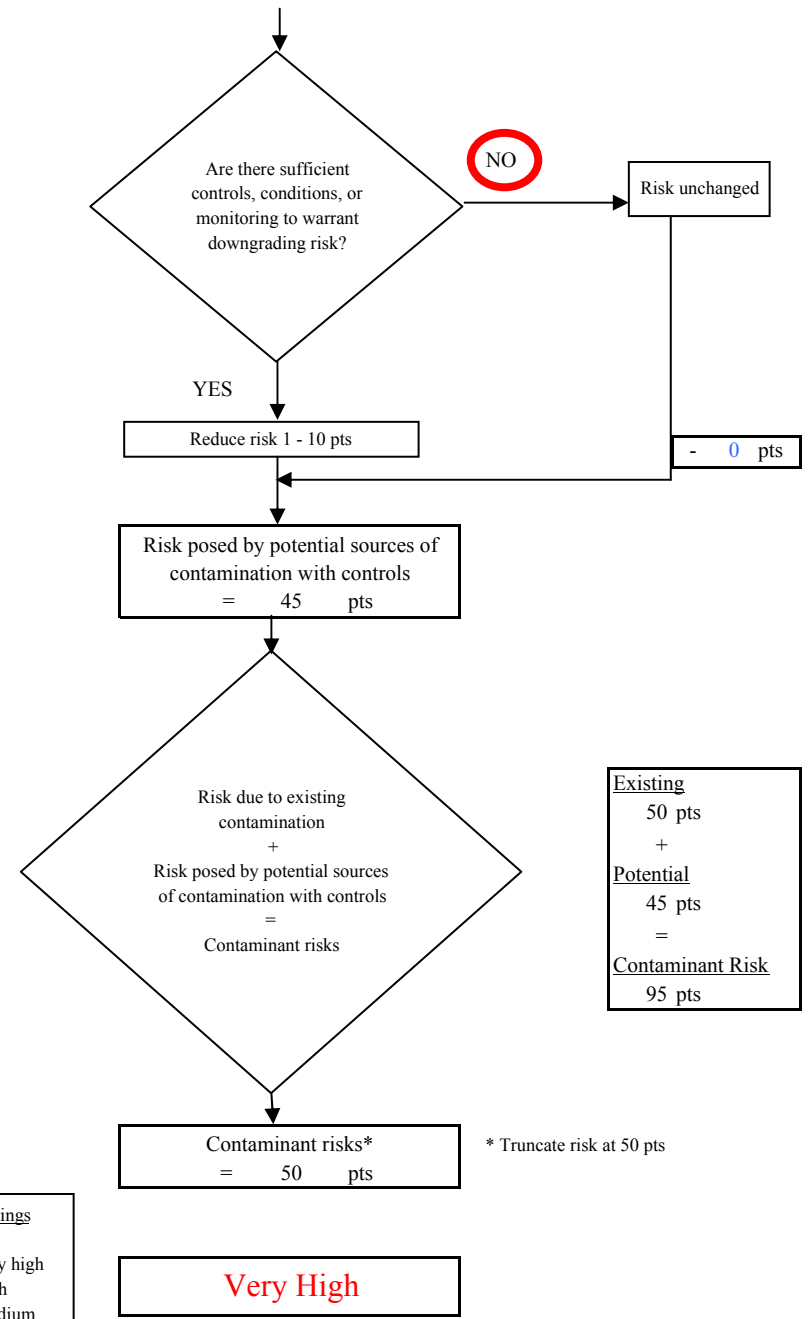 Are there sufficient
controls, conditions, or
monitoring to warrant
downgrading risk?
NO
Risk unchanged
YES
Reduce risk 1 - 10 pts
- 0 pts
Risk posed by potential sources of
contamination with controls
= 45 pts
Risk due to existing
contamination
+
Risk posed by potential sources
of contamination with controls
=
Contaminant risks
Existing
50 pts
+
Potential
45 pts
=
Contaminant Risk
95 pts
Contaminant risks*
= 50 pts
* Truncate risk at 50 pts
high
Very High